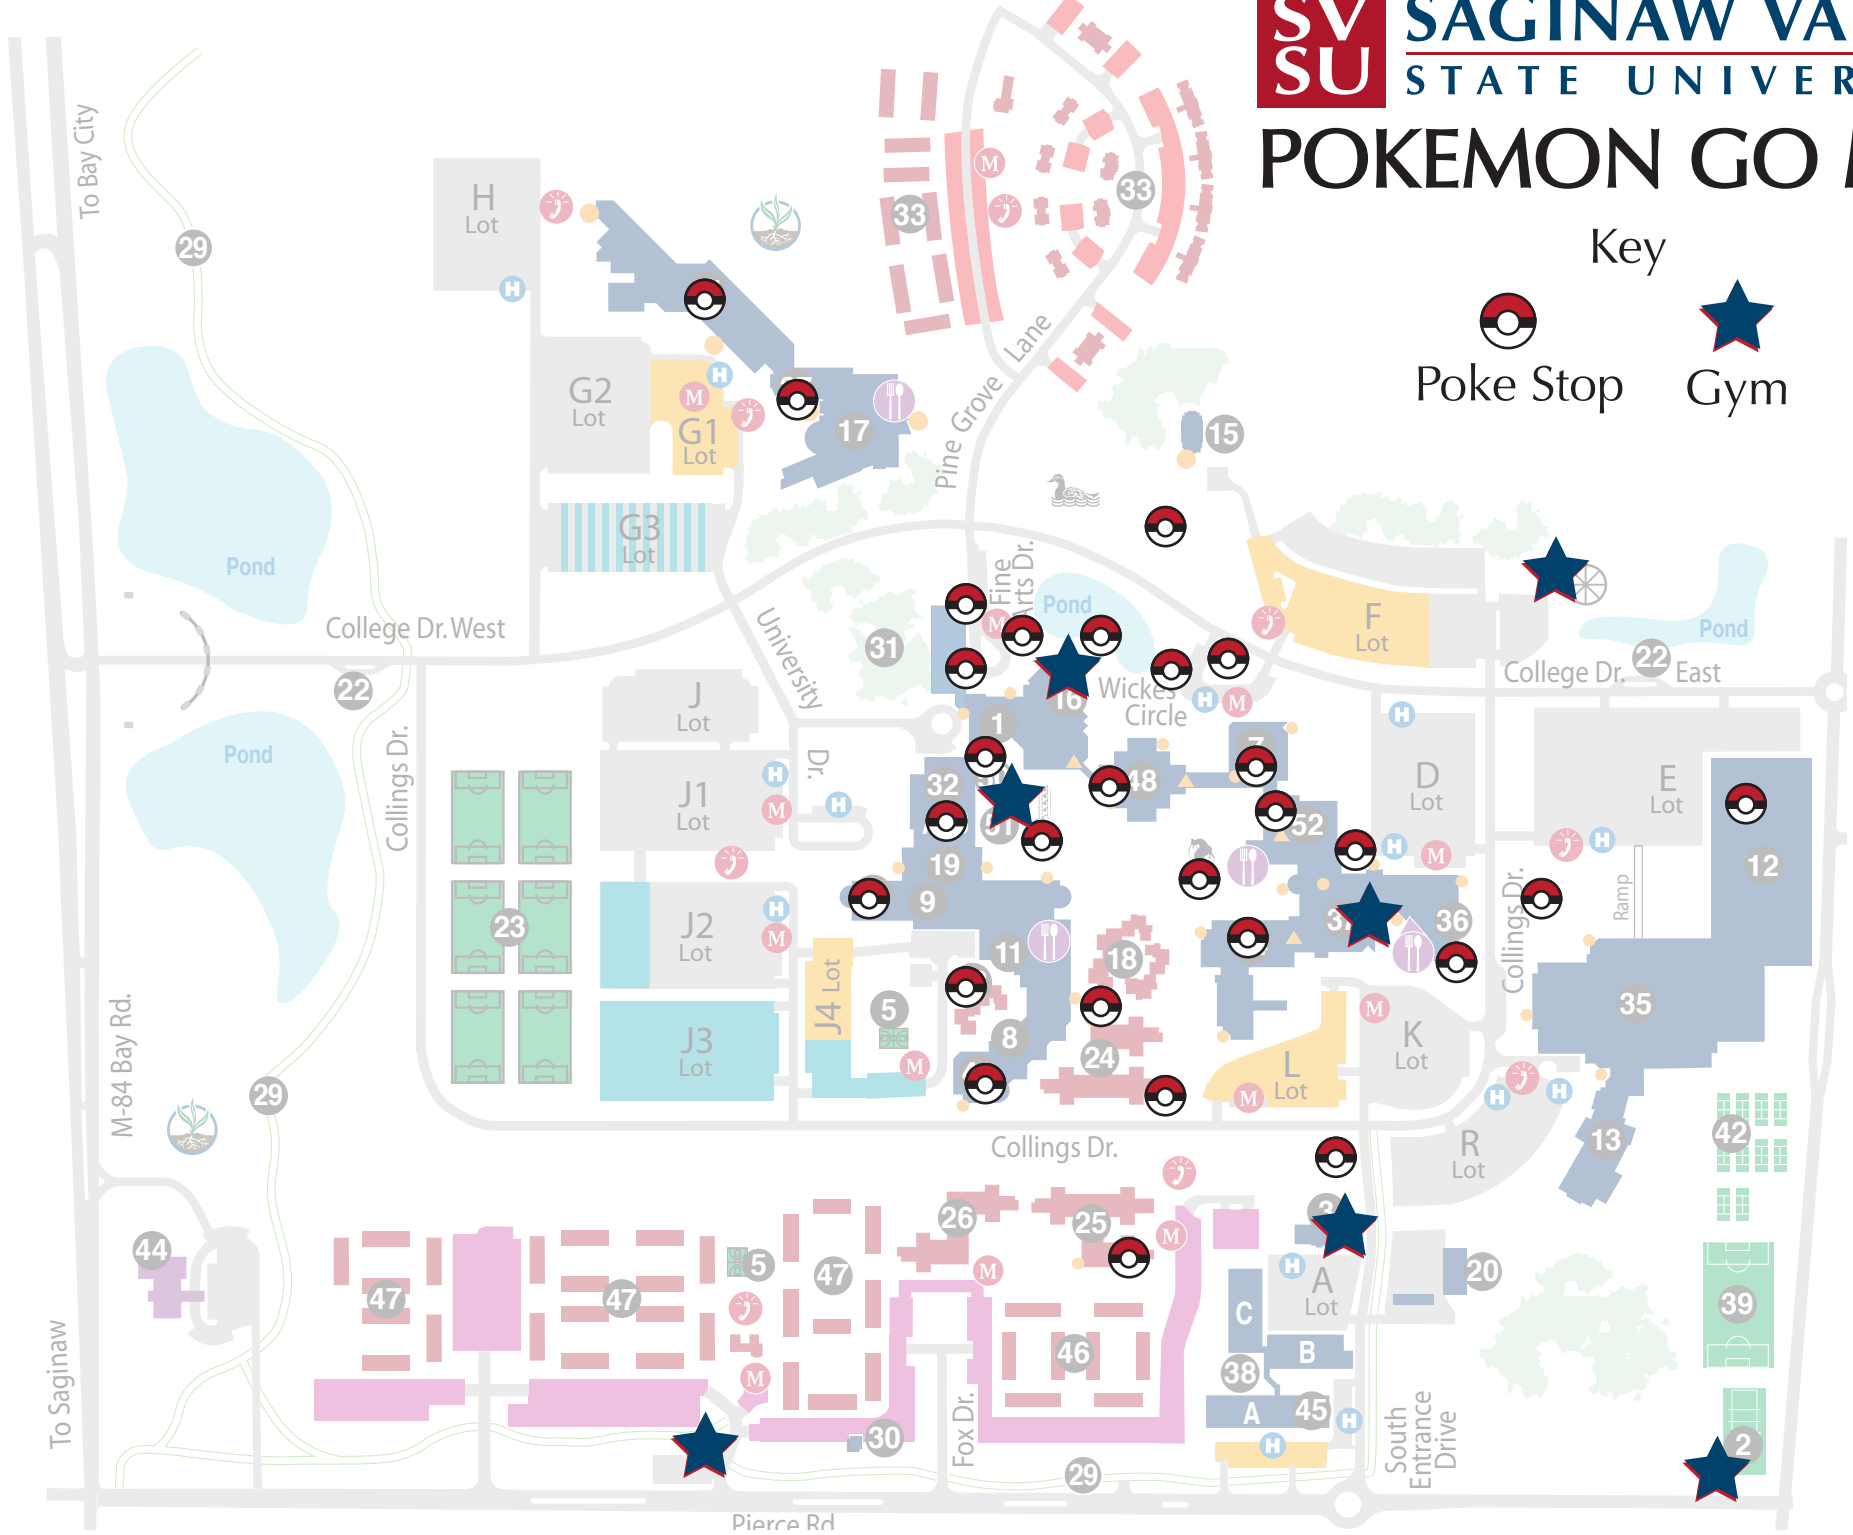 SV
SU
SAGINAW VA
STATE UNIVER
POKEMON GO
Key
Poke Stop
Gym
To Bay City
29
H
Lot
H
33
M
33
G2
Lot
H
M
G1
Lot
17
Pine Grove
Lane
15
G3
Lot
Pond
College Dr. West
22
University
Dr.
31
Fine
Arts Dr.
M
Pond
F
Lot
Pond
22
College Dr.
East
Wickes
Circle
H
M
16
1
J
Lot
Pond
Collings Dr.
J1
Lot
H
M
H
32
51
48
7
52
H
D
Lot
H
M
E
Lot
H
12
19
9
23
J2
Lot
H
M
11
18
36
Collings Dr.
Ramp
J4 Lot
5
J3
Lot
M
8
24
M
K
Lot
L
Lot
M
35
H
H
M-84 Bay Rd.
29
Collings Dr.
R
Lot
13
42
44
26
25
M
3
H
A
Lot
20
47
47
5
47
M
46
C
B
38
A
45
H
H
39
M
30
Fox Dr.
29
South
Entrance
Drive
2
To Saginaw
Pierce Rd